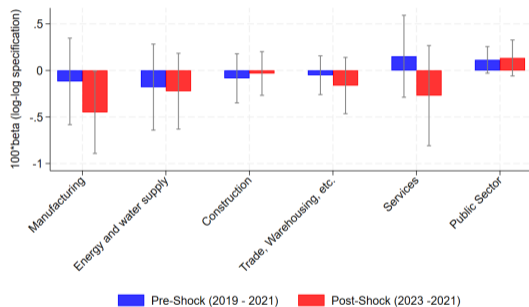 100*beta (log-log specification)
.5
0
-.5
-1
Manufacturing
Energy and water supply
Construction
Trade, Warehousing, etc.
Services
Public Sector
Pre-Shock (2019 - 2021)
Post-Shock (2023 -2021)